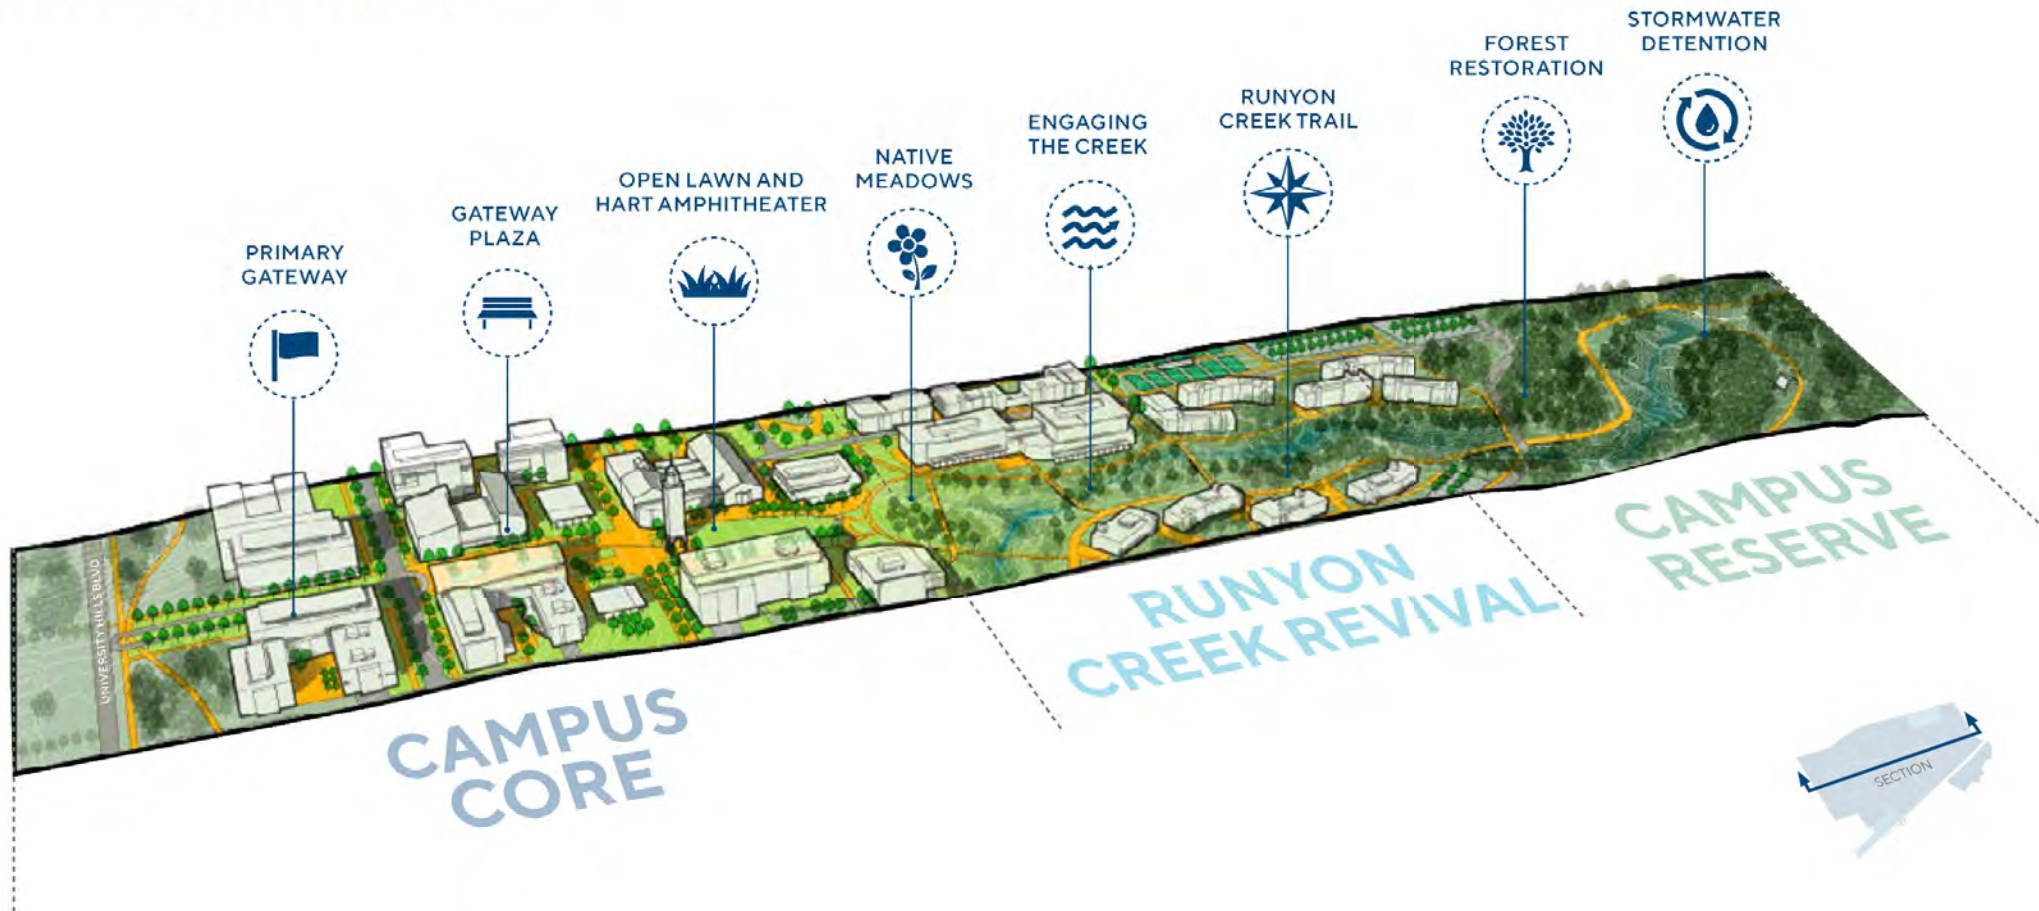 STORMWATER
DETENTION
FOREST
RESTORATION
RUNYON
CREEK TRAIL
ENGAGING
THE CREEK
NATIVE
MEADOWS
OPEN LAWN AND
HART AMPHITHEATER
GATEWAY
PLAZA
PRIMARY
GATEWAY
UNIVERSITY HILLS BLVD
CAMPUS
CORE
RUNYON
CREEK REVIVAL
CAMPUS
RESERVE
SECTION